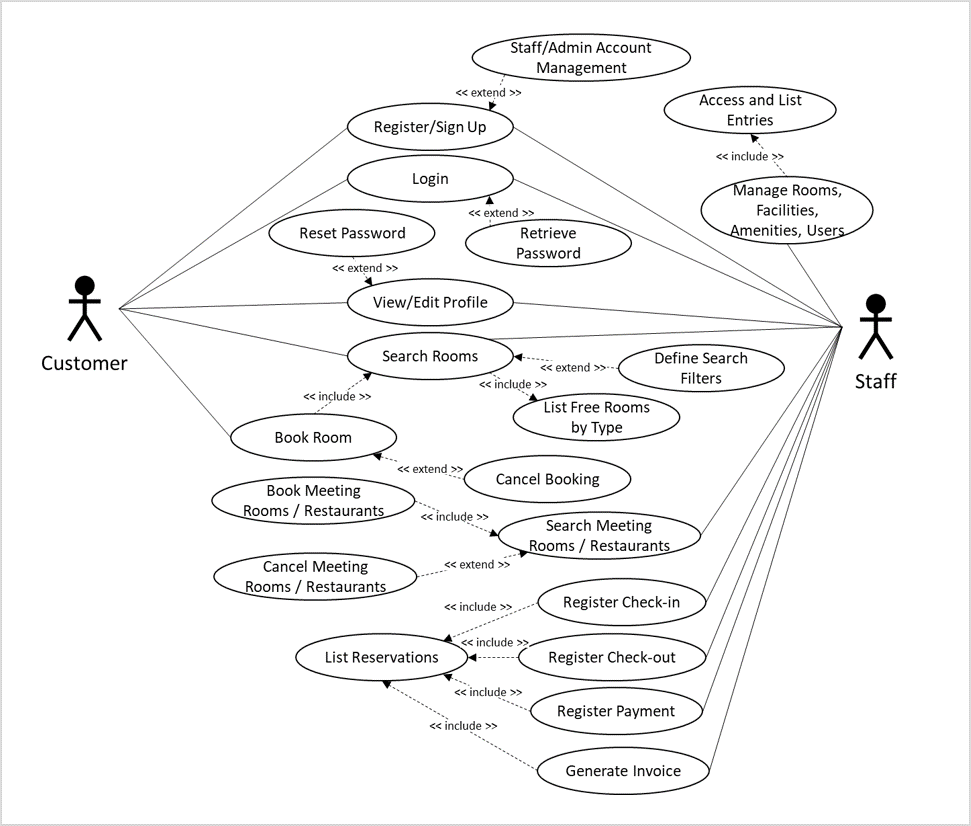 Staff/Admin Account
Management
<< extend >>
Access and List
Entries
Register/Sign Up
<< include >>
Login
Manage Rooms,
Facilities,
Amenities, Users
<< extend >>
Reset Password
Retrieve
Password
<< extend >>
View/Edit Profile
Customer
Staff
Search Rooms
<< extend >>
Define Search
Filters
<< include >>
<< include >>
List Free Rooms
by Type
Book Room
<< extend >>
Cancel Booking
Book Meeting
Rooms / Restaurants
<< include >>
Search Meeting
Rooms / Restaurants
Cancel Meeting
Rooms / Restaurants
<< extend >>
<< include >>
Register Check-in
<< include >>
List Reservations
Register Check-out
<< include >>
Register Payment
<< include >>
Generate Invoice